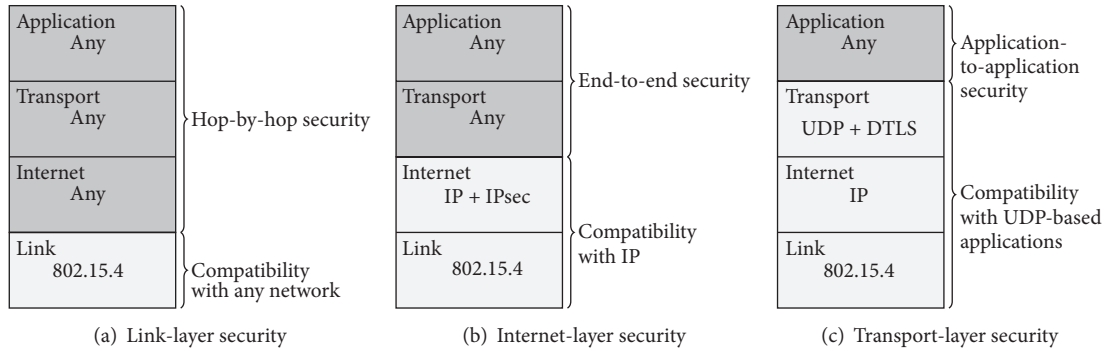 Application
Any
Transport
Any
Internet
Any
Link
802.15.4
Hop-by-hop security
Compatibility
with any network
(a) Link-layer security
Application
Any
Transport
Any
Internet
IP + IPsec
Link
802.15.4
End-to-end security
Compatibility
with IP
(b) Internet-layer security
Application
Any
Transport
UDP + DTLS
Internet
IP
Link
802.15.4
Application-
to-application
security
Compatibility
with UDP-based
applications
(c) Transport-layer security